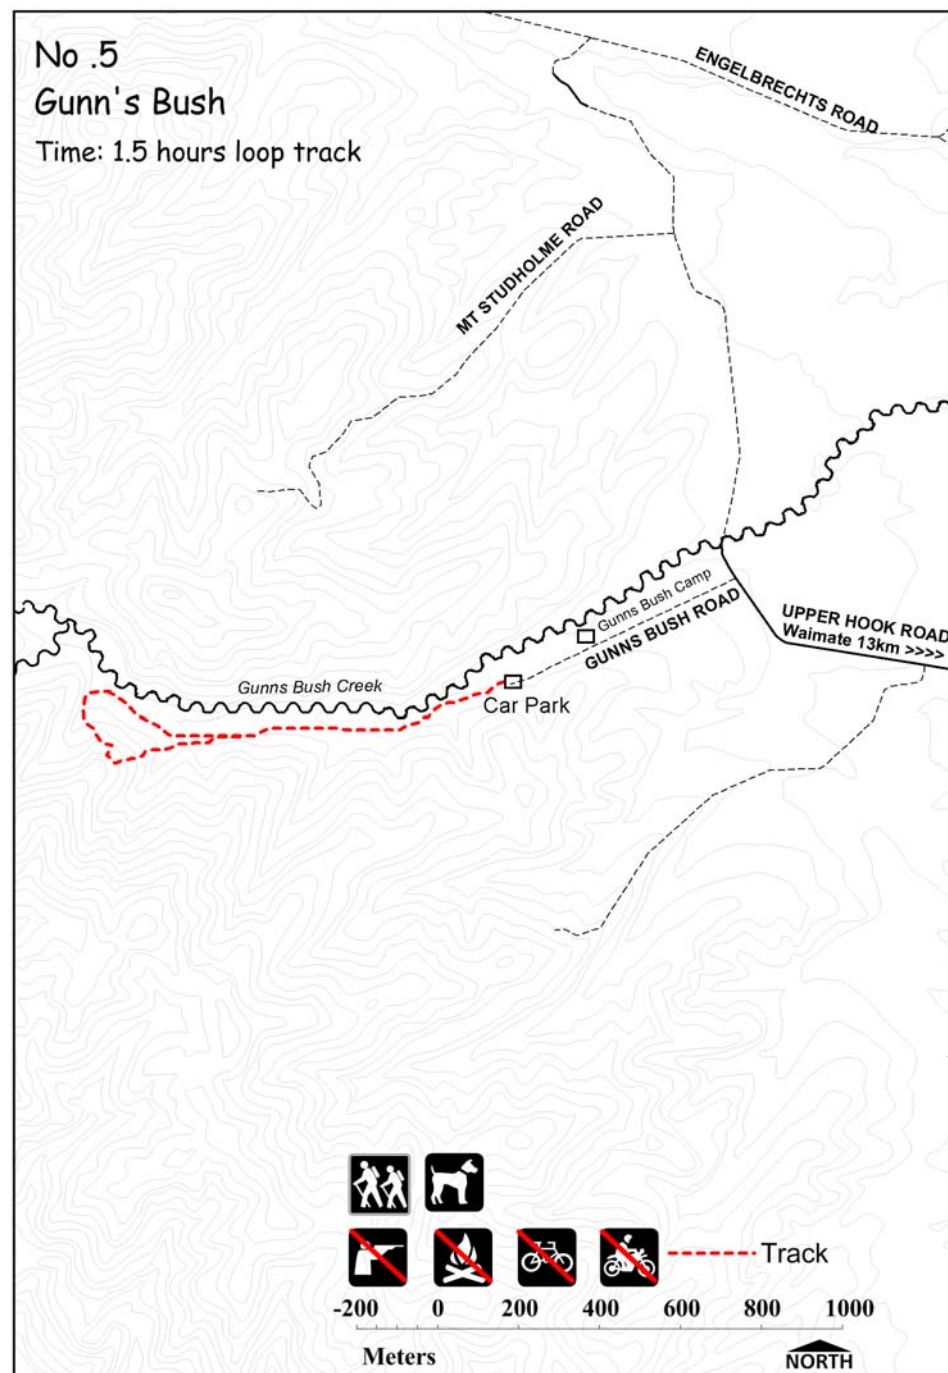 No .5
Gunn's Bush
Time: 1.5 hours loop track
ENGELBRECHTS ROAD
MT STUDHOLME ROAD
Gunns Bush Camp
GUNNS BUSH ROAD
UPPER HOOK ROAD
Waimate 13km >>>>
Gunns Bush Creek
Car Park
Track
-200 0 200 400 600 800 1000
Meters
NORTH